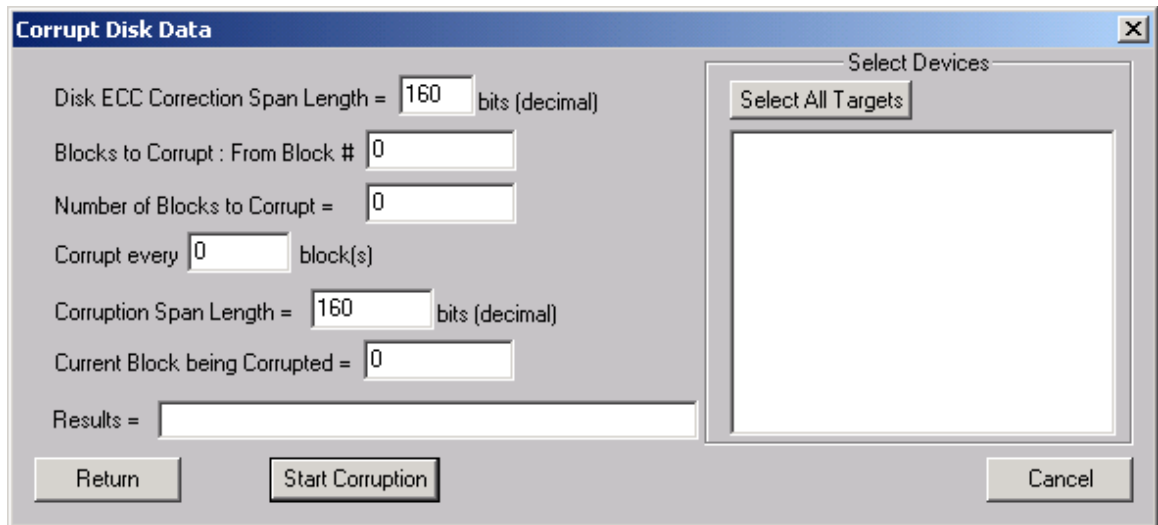 Corrupt Disk Data
Disk ECC Correction Span Length = 160 bits (decimal)
Blocks to Corrupt : From Block # 0
Number of Blocks to Corrupt = 0
Corrupt every 0 block(s)
Corruption Span Length = 160 bits (decimal)
Current Block being Corrupted = 0
Results =
Return
Start Corruption
Select Devices
Select All Targets
Cancel